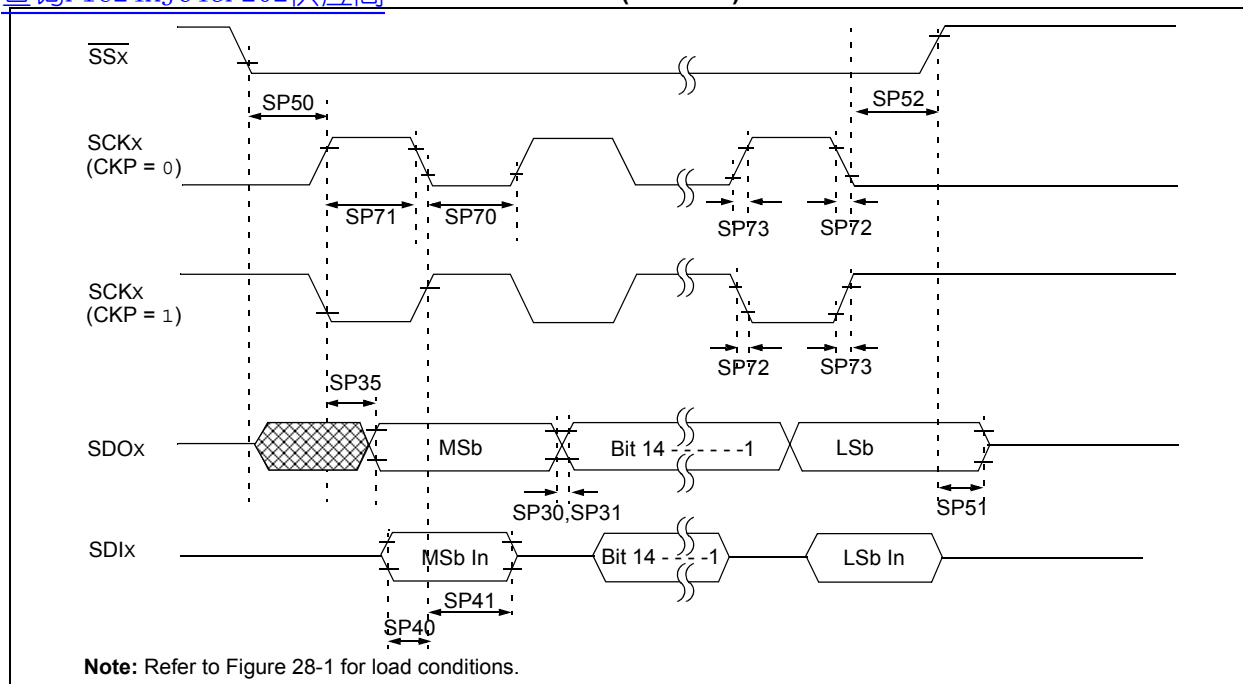 SSx
SP50
SP52
SCKx
(CKP = 0)
SP71
SP70
SP73
SP72
SCKx
(CKP = 1)
SP72
SP73
SP35
SDOx
MSb
Bit 14 - - - - - -1
LSb
SP30,SP31
SP51
SDIx
MSb In
Bit 14 - - - -1
LSb In
SP41
SP40
Note: Refer to Figure 28-1 for load conditions.